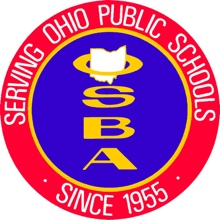 SERVING OHIO PUBLIC SCHOOLS
OSBA
· SINCE 1955 ·